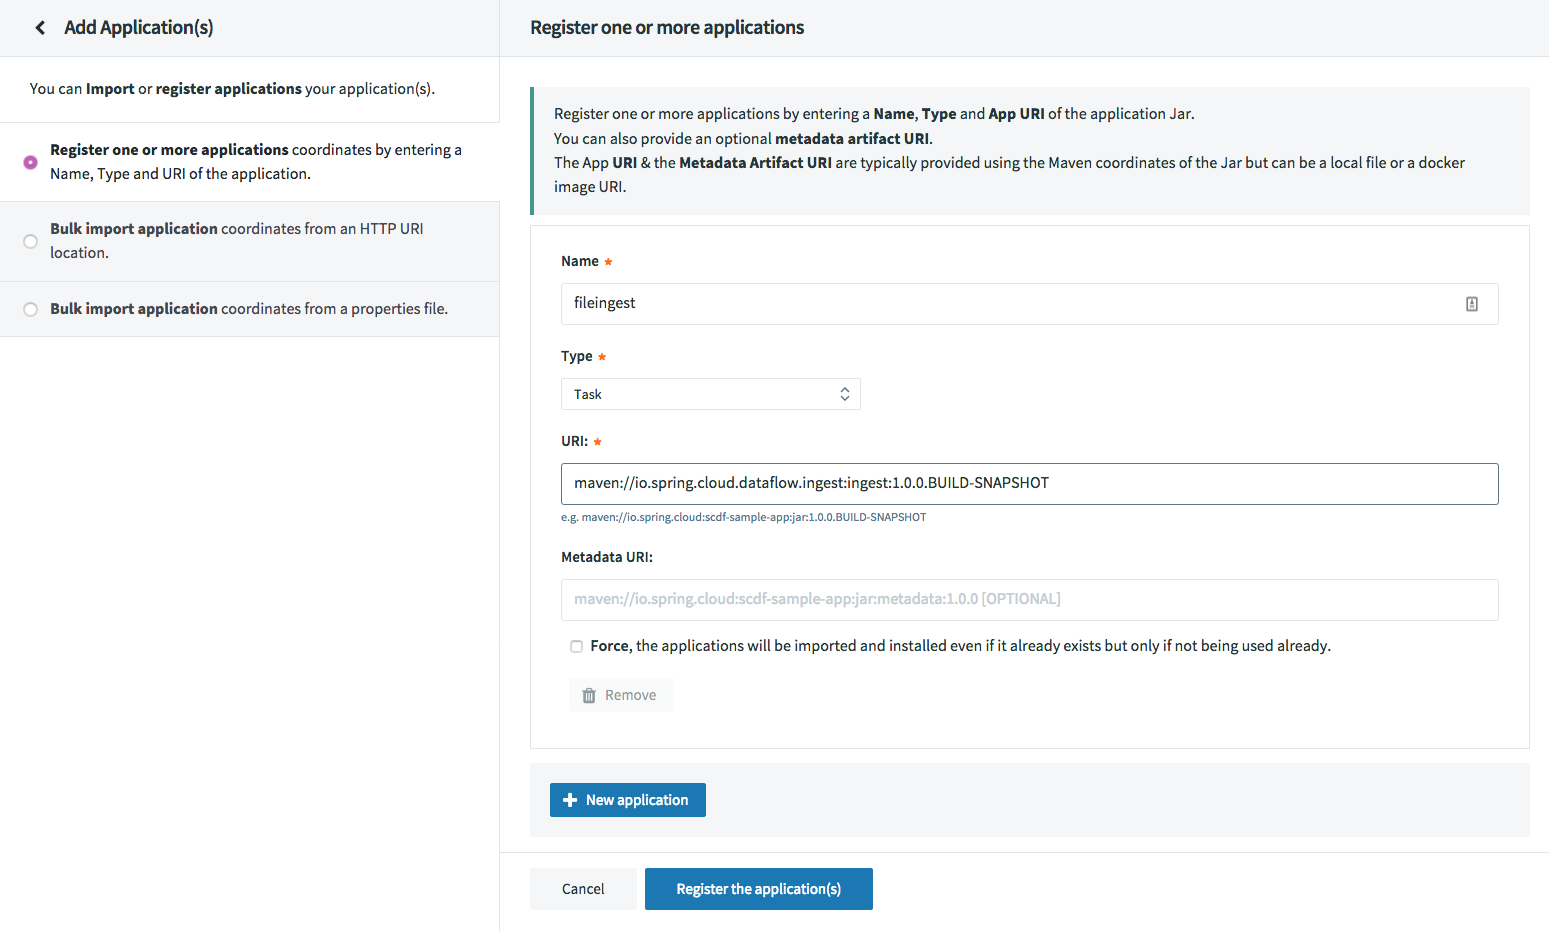 Add Application(s)
You can Import or register applications your application(s).
Register one or more applications coordinates by entering a
Name, Type and URI of the application.
Bulk import application coordinates from an HTTP URI
location.
Bulk import application coordinates from a properties file.
Register one or more applications
Register one or more applications by entering a Name, Type and App URI of the application Jar.
You can also provide an optional metadata artifact URI.
The App URI & the Metadata Artifact URI are typically provided using the Maven coordinates of the Jar but can be a local file or a docker
image URI.
Name *
fileingest
Type *
Task
URI: *
maven://io.spring.cloud.dataflow.ingest:ingest:1.0.0.BUILD-SNAPSHOT
e.g. maven://io.spring.cloud:scdf-sample-app:jar:1.0.0.BUILD-SNAPSHOT
Metadata URI:
maven://io.spring.cloud:scdf-sample-app:jar:metadata:1.0.0 [OPTIONAL]
Force, the applications will be imported and installed even if it already exists but only if not being used already.
Remove
New application
Cancel
Register the application(s)